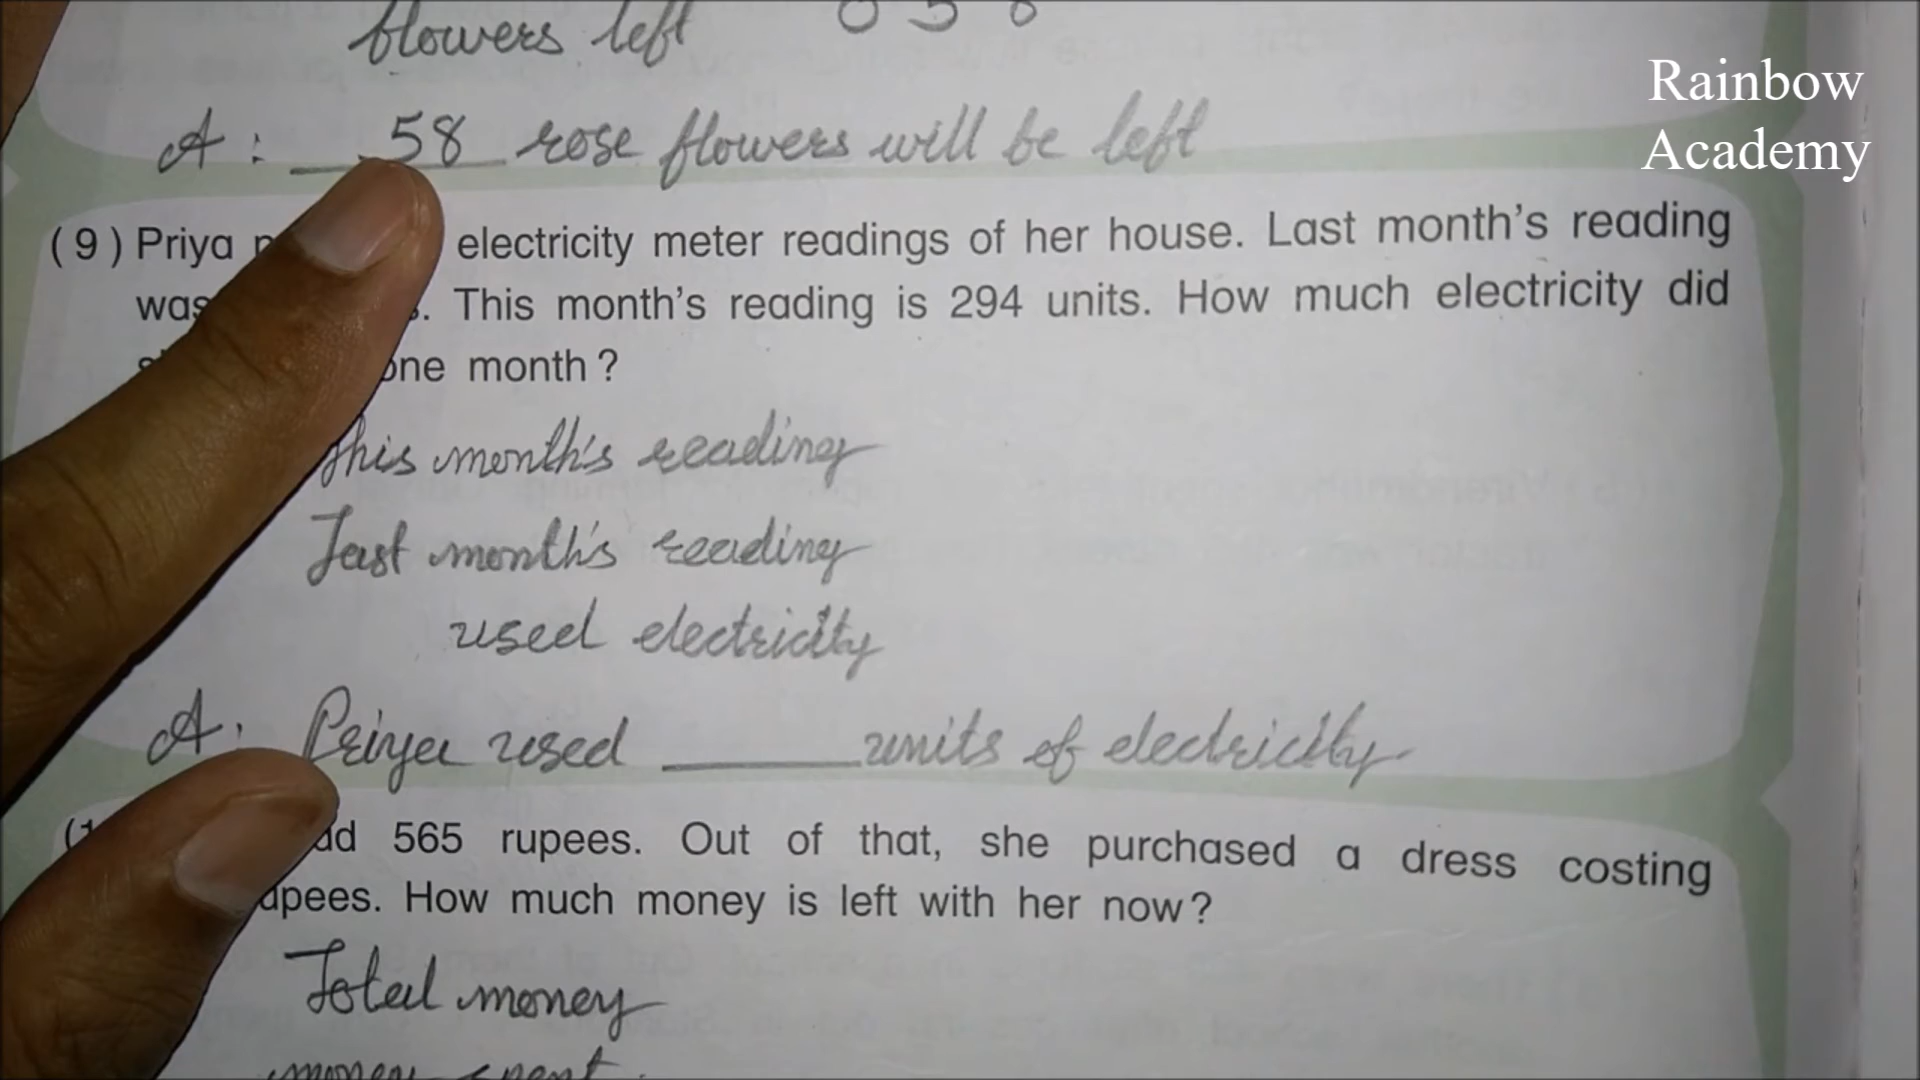 flowers left
Rainbow
Academy
A: 58 rose flowers will be left
(9) Priya electricity meter readings of her house. Last month's reading
was This month's reading is 294 units. How much electricity did
one month?
This month's reading
Last month's reading
used electricity
A. Priya used ______ units of electricity
565 rupees. Out of that, she purchased a dress costing
How much money is left with her now?
Total money
money spent